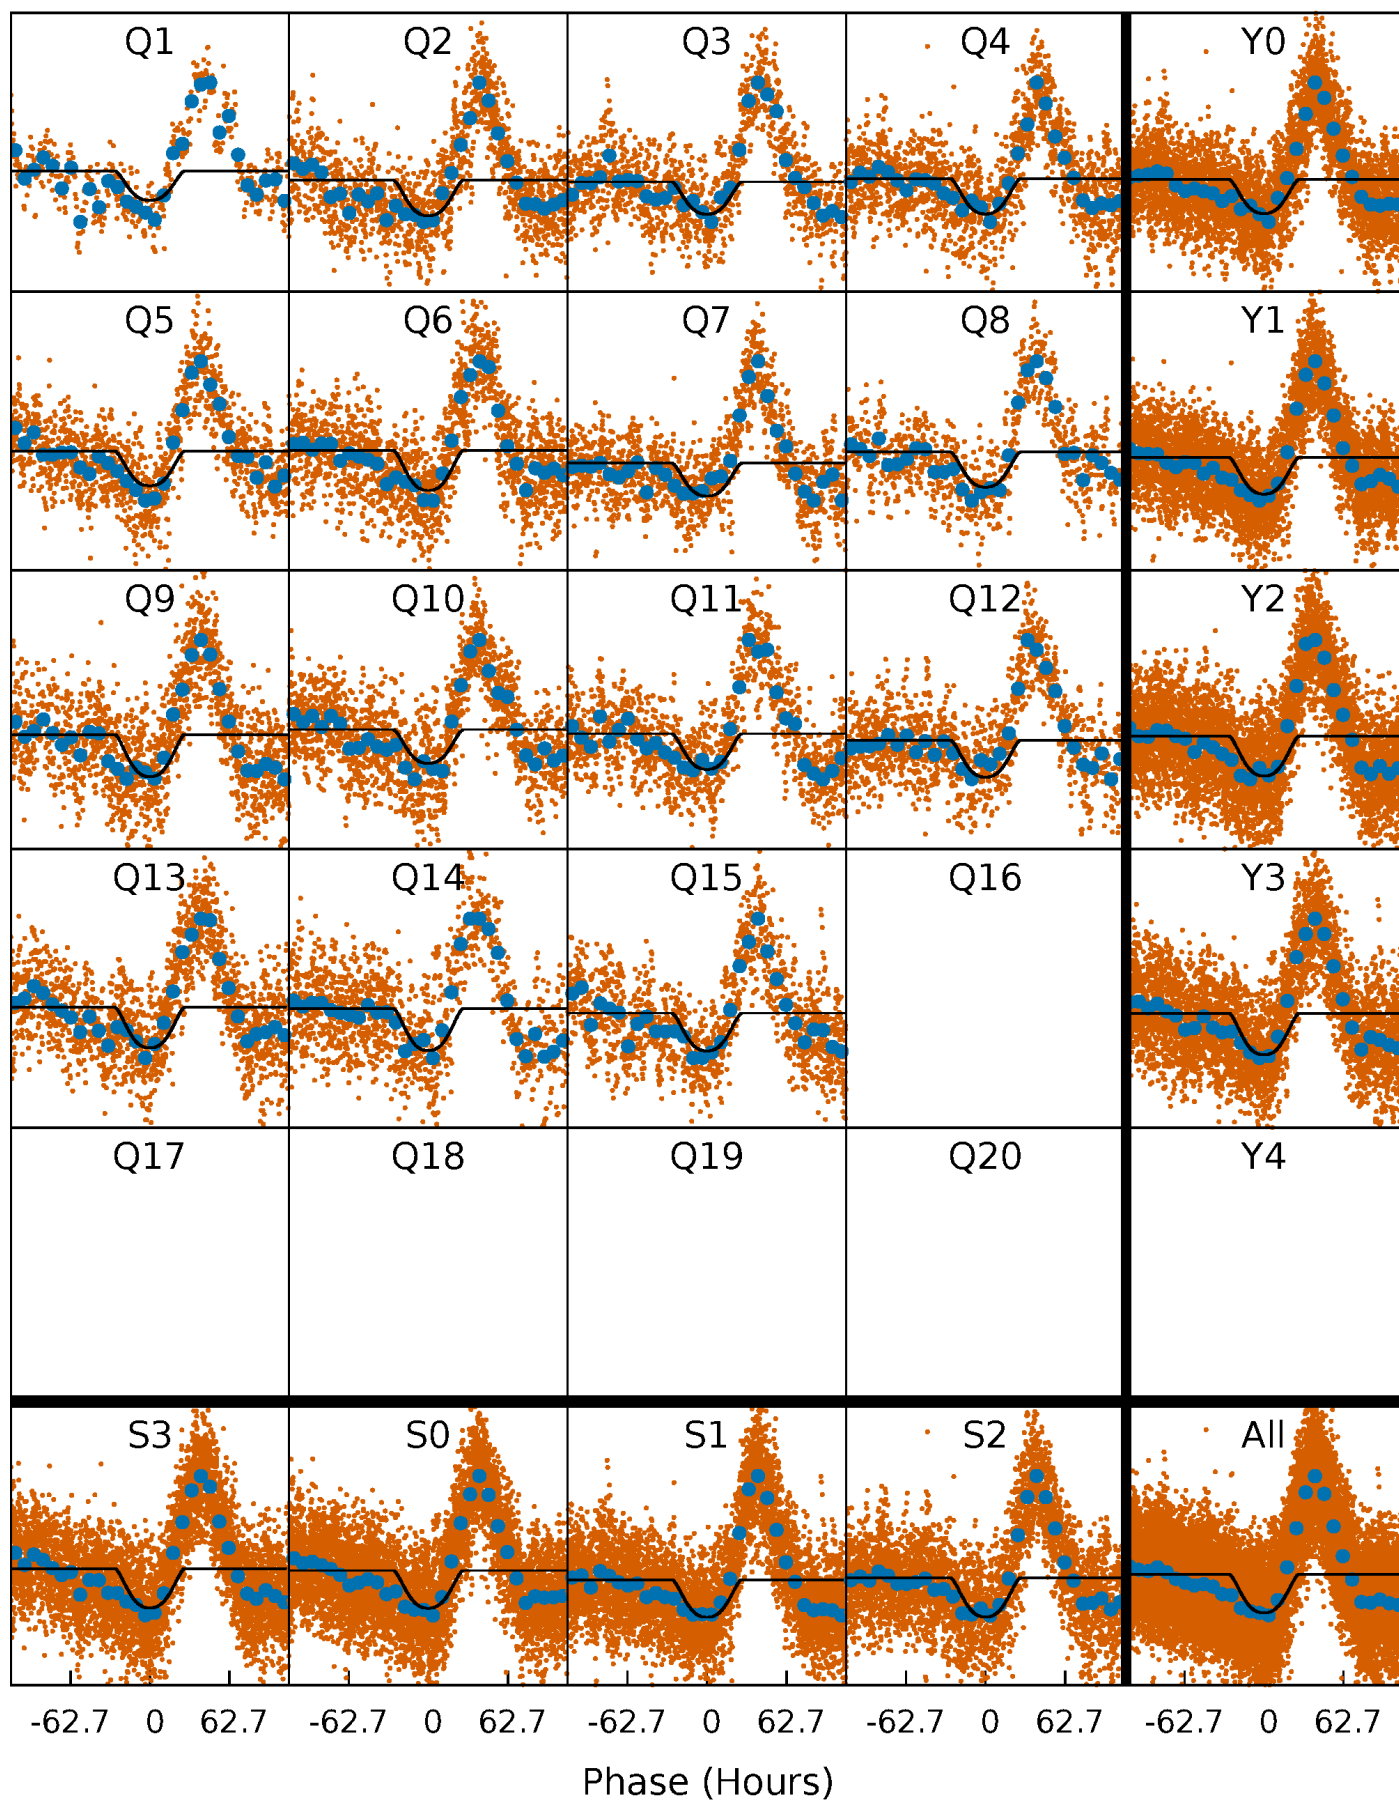 Q1 Q2 Q3 Q4 Y0
Q5 Q6 Q7 Q8 Y1
Q9 Q10 Q11 Q12 Y2
Q13 Q14 Q15 Q16 Y3
Q17 Q18 Q19 Q20 Y4
S3 S0 S1 S2 All
-62.7 0 62.7 -62.7 0 62.7 -62.7 0 62.7 -62.7 0 62.7 -62.7 0 62.7
Phase (Hours)